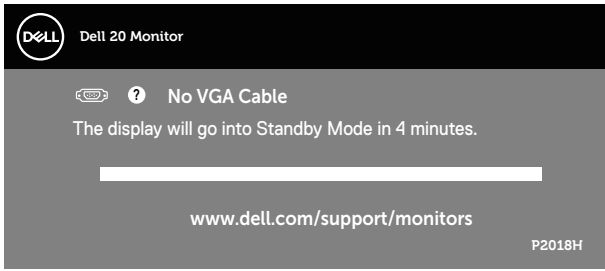 DELL
Dell 20 Monitor
? No VGA Cable
The display will go into Standby Mode in 4 minutes.
www.dell.com/support/monitors
P2018H